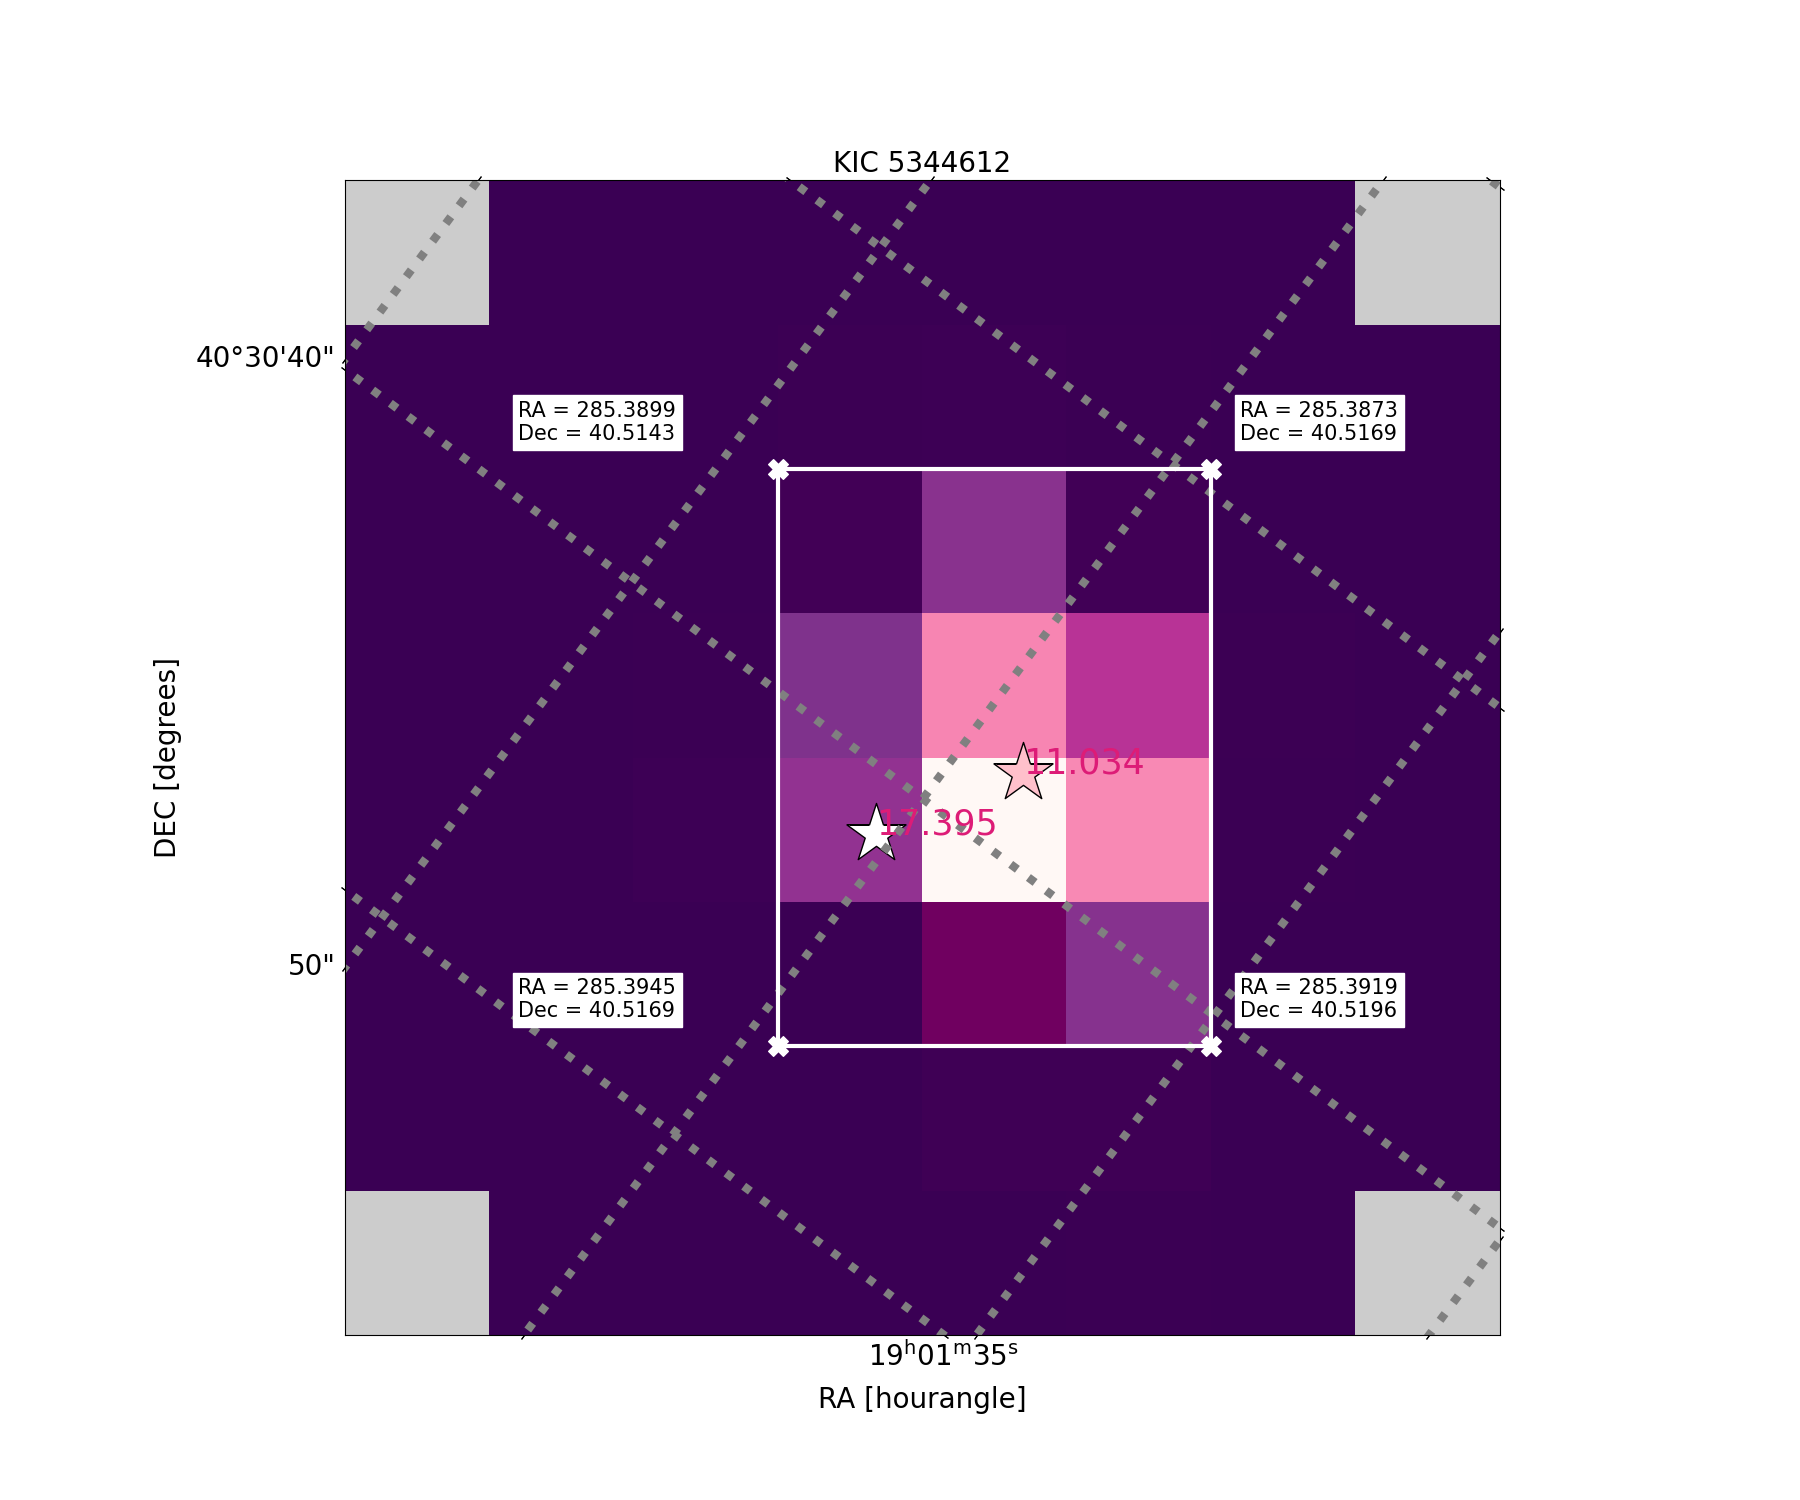 KIC 5344612
40°30'40"
RA = 285.3899
Dec = 40.5143
RA = 285.3873
Dec = 40.5169
11.034
17.395
DEC [degrees]
50"
RA = 285.3945
Dec = 40.5169
RA = 285.3919
Dec = 40.5196
19ʰ01ᵐ35ˢ
RA [hourangle]